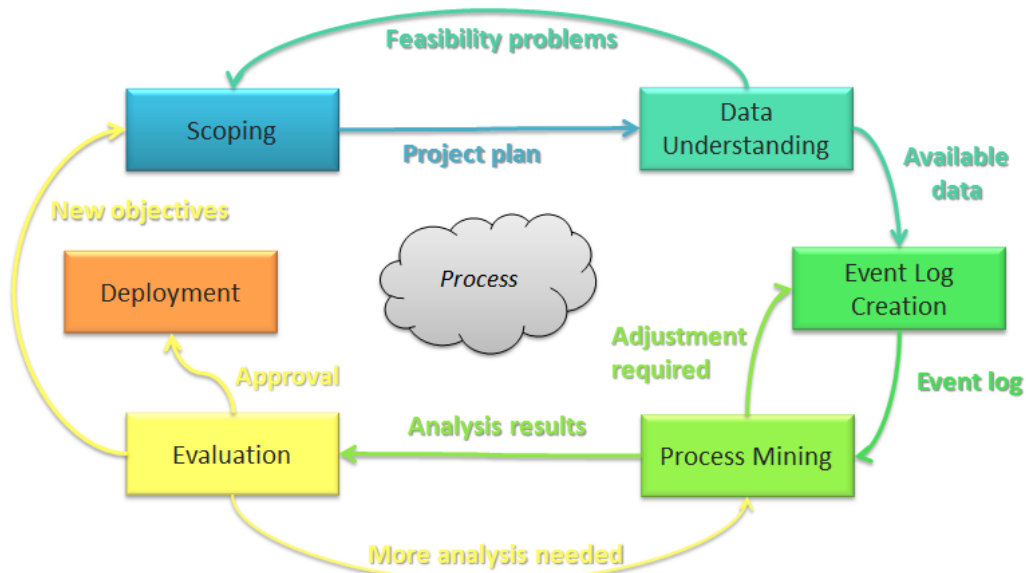 Feasibility problems
Scoping
Data
Understanding
Project plan
Available
data
New objectives
Process
Deployment
Event Log
Creation
Adjustment
required
Approval
Event log
Analysis results
Evaluation
Process Mining
More analysis needed